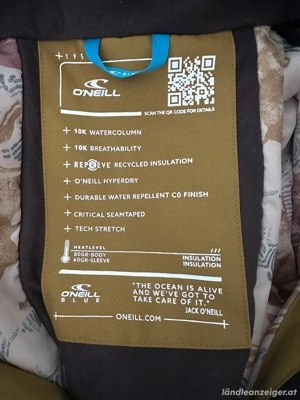 +195
O'NEILL
SCAN THE QR CODE FOR DETAILS
+ 10K WATERCOLUMN
+ 10K BREATHABILITY
+ REPREVE RECYCLED INSULATION
+ O'NEILL HYPERDRY
+ DURABLE WATER REPELLENT C0 FINISH
+ CRITICAL SEAMTAPED
+ TECH STRETCH
HEATLEVEL
80GR-BODY INSULATION
60GR-SLEEVE INSULATION
O'NEILL
BLUE
"THE OCEAN IS ALIVE
AND WE'VE GOT TO
TAKE CARE OF IT."
JACK O'NEILL
ONEILL.COM
ländleanzeiger.at